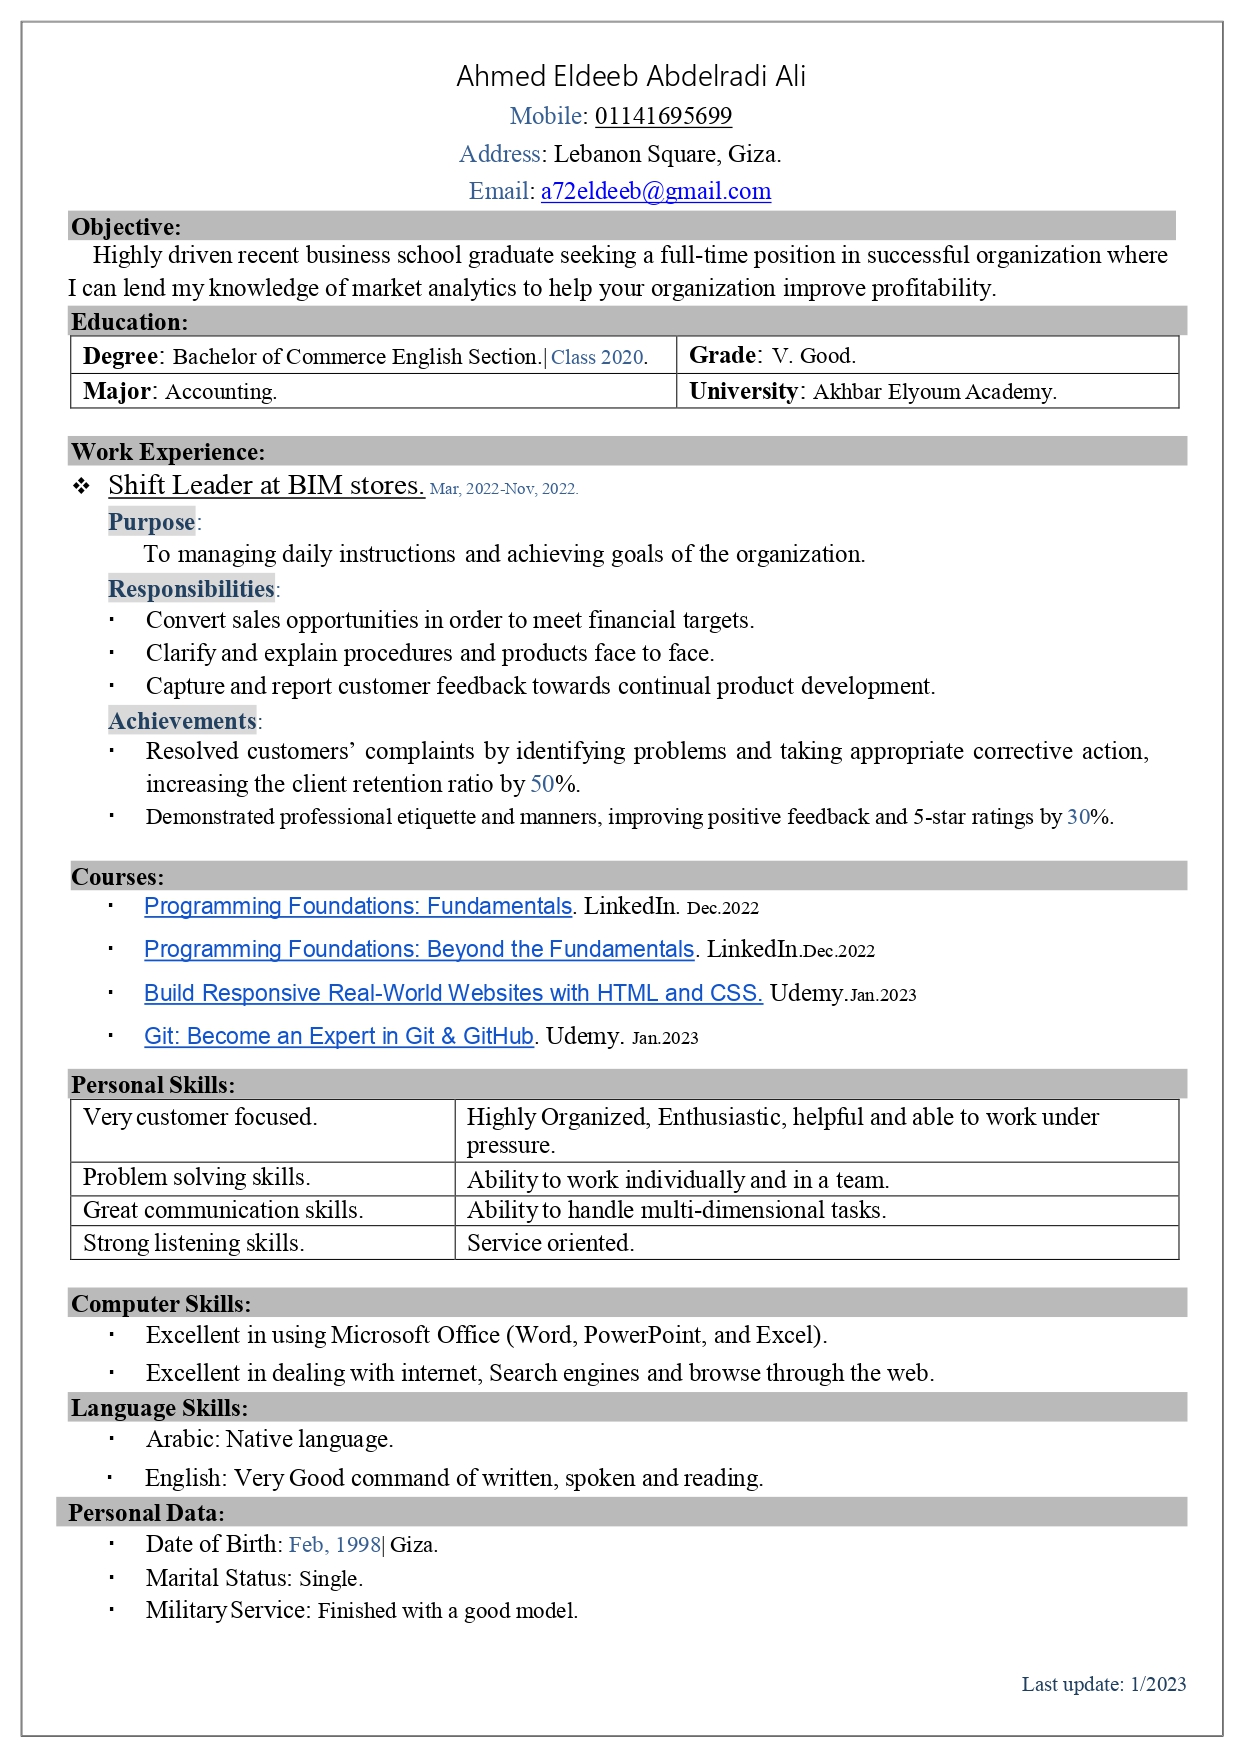 Ahmed Eldeeb Abdelradi Ali
Mobile: 01141695699
Address: Lebanon Square, Giza.
Email: a72eldeeb@gmail.com
Objective:
Highly driven recent business school graduate seeking a full-time position in successful organization where
I can lend my knowledge of market analytics to help your organization improve profitability.
Education:
Degree: Bachelor of Commerce English Section.| Class 2020. Grade: V. Good.
Major: Accounting. University: Akhbar Elyoum Academy.
Work Experience:
❖ Shift Leader at BIM stores. Mar, 2022-Nov, 2022.
Purpose:
To managing daily instructions and achieving goals of the organization.
Responsibilities:
▪ Convert sales opportunities in order to meet financial targets.
▪ Clarify and explain procedures and products face to face.
▪ Capture and report customer feedback towards continual product development.
Achievements:
▪ Resolved customers’ complaints by identifying problems and taking appropriate corrective action,
increasing the client retention ratio by 50%.
▪ Demonstrated professional etiquette and manners, improving positive feedback and 5-star ratings by 30%.
Courses:
▪ Programming Foundations: Fundamentals. LinkedIn. Dec.2022
▪ Programming Foundations: Beyond the Fundamentals. LinkedIn.Dec.2022
▪ Build Responsive Real-World Websites with HTML and CSS. Udemy.Jan.2023
▪ Git: Become an Expert in Git & GitHub. Udemy. Jan.2023
Personal Skills:
Very customer focused. Highly Organized, Enthusiastic, helpful and able to work under
pressure.
Problem solving skills. Ability to work individually and in a team.
Great communication skills. Ability to handle multi-dimensional tasks.
Strong listening skills. Service oriented.
Computer Skills:
▪ Excellent in using Microsoft Office (Word, PowerPoint, and Excel).
▪ Excellent in dealing with internet, Search engines and browse through the web.
Language Skills:
▪ Arabic: Native language.
▪ English: Very Good command of written, spoken and reading.
Personal Data:
▪ Date of Birth: Feb, 1998| Giza.
▪ Marital Status: Single.
▪ Military Service: Finished with a good model.
Last update: 1/2023